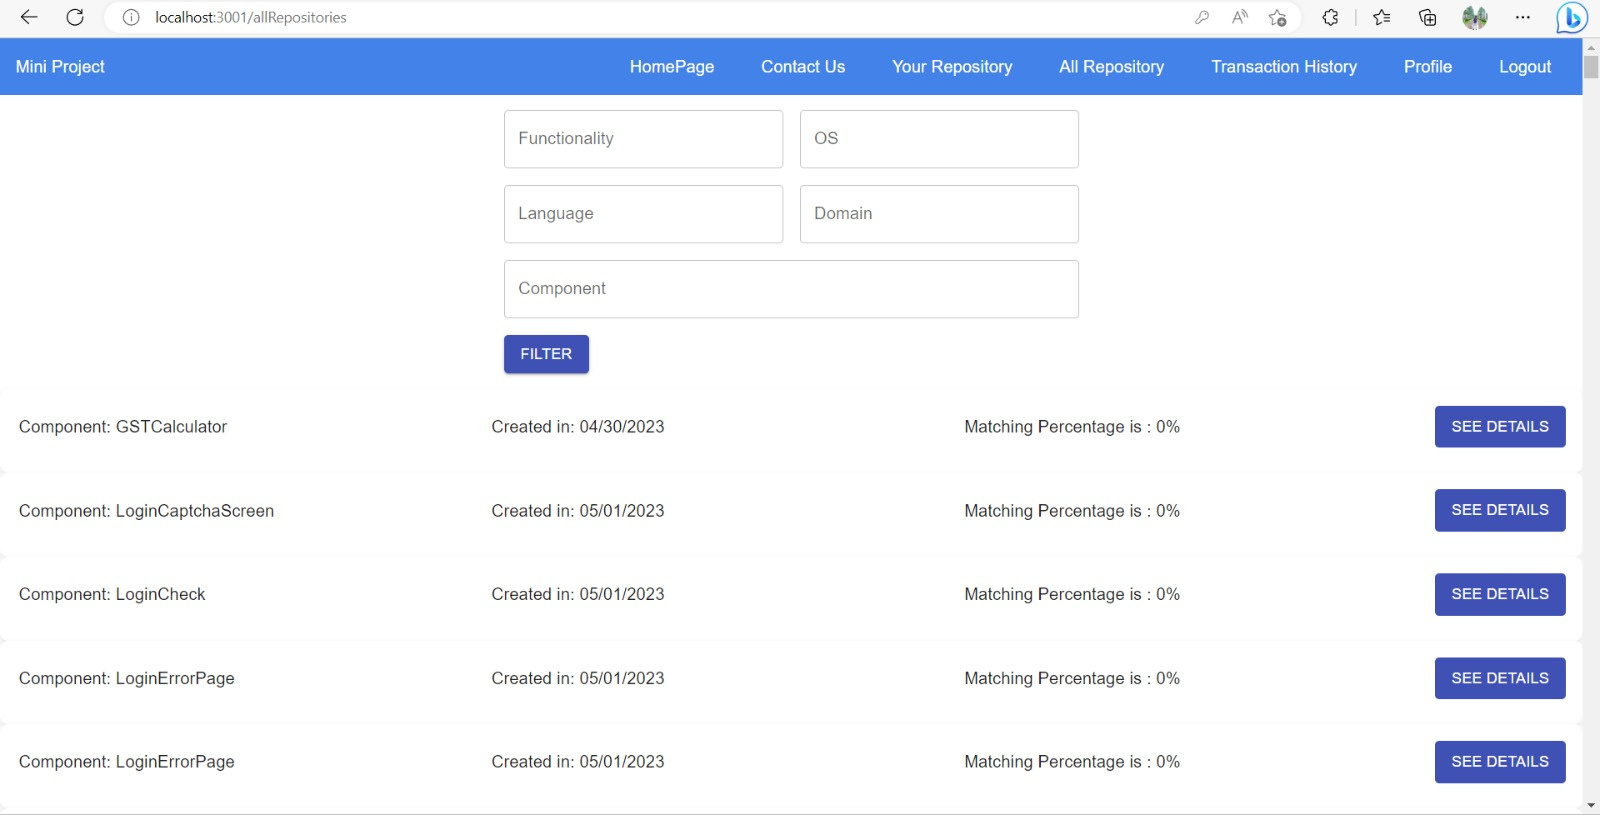 localhost:3001/allRepositories
Mini Project HomePage Contact Us Your Repository All Repository Transaction History Profile Logout
Functionality OS
Language Domain
Component
FILTER
Component: GSTCalculator Created in: 04/30/2023 Matching Percentage is : 0% SEE DETAILS
Component: LoginCaptchaScreen Created in: 05/01/2023 Matching Percentage is : 0% SEE DETAILS
Component: LoginCheck Created in: 05/01/2023 Matching Percentage is : 0% SEE DETAILS
Component: LoginErrorPage Created in: 05/01/2023 Matching Percentage is : 0% SEE DETAILS
Component: LoginErrorPage Created in: 05/01/2023 Matching Percentage is : 0% SEE DETAILS